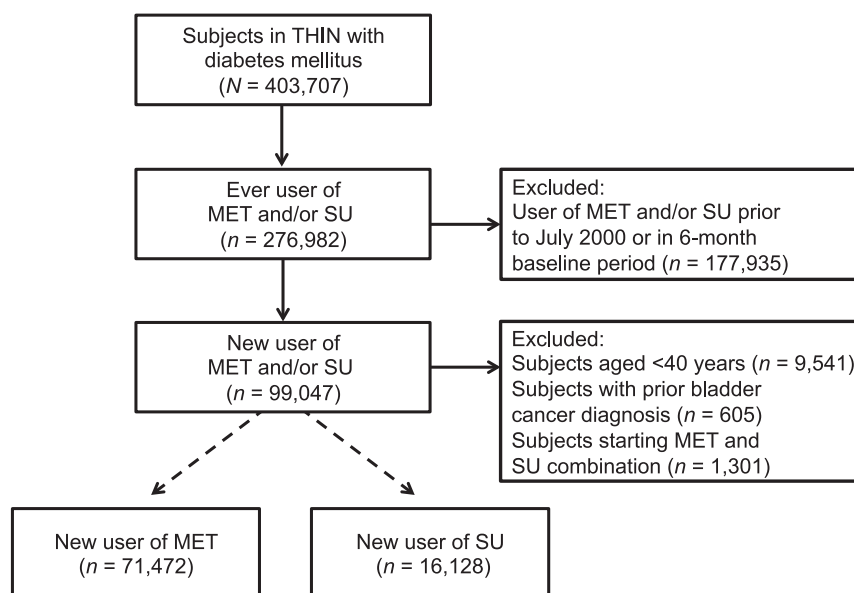 Subjects in THIN with
diabetes mellitus
(N = 403,707)
Ever user of
MET and/or SU
(n = 276,982)
Excluded:
User of MET and/or SU prior
to July 2000 or in 6-month
baseline period (n = 177,935)
New user of
MET and/or SU
(n = 99,047)
Excluded:
Subjects aged <40 years (n = 9,541)
Subjects with prior bladder
cancer diagnosis (n = 605)
Subjects starting MET and
SU combination (n = 1,301)
New user of MET
(n = 71,472)
New user of SU
(n = 16,128)